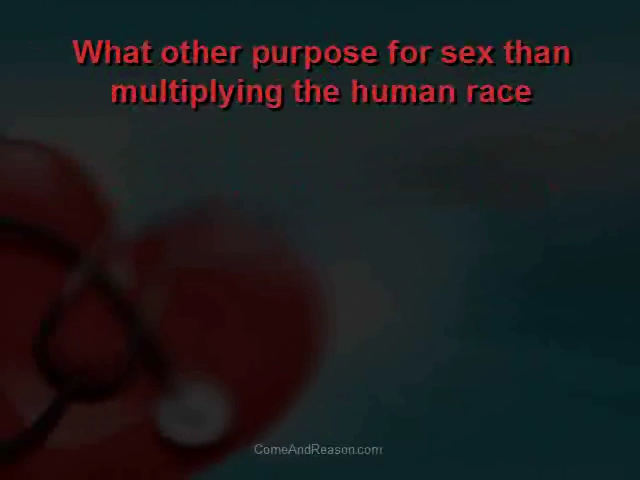 What other purpose for sex than
multiplying the human race
ComeAndReason.com